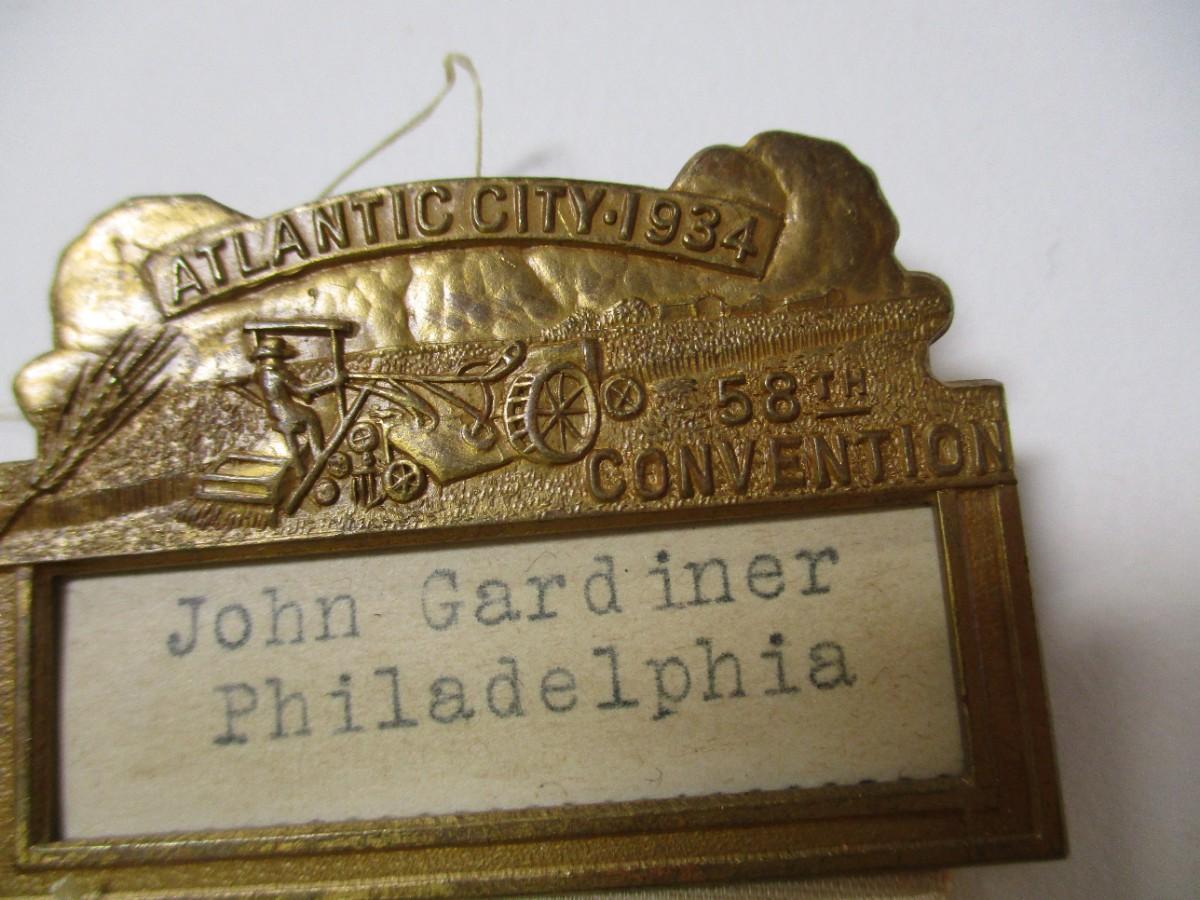 ATLANTIC CITY·1934
58TH
CONVENTION
John Gardiner
Philadelphia